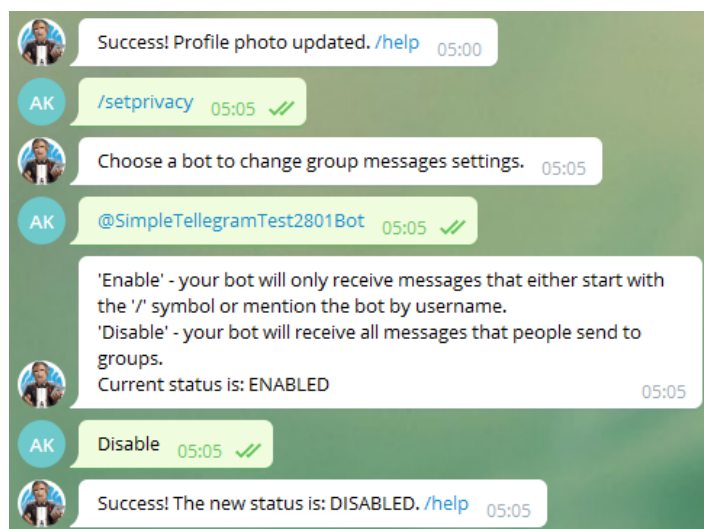 Success! Profile photo updated. /help 05:00
AK
/setprivacy 05:05
Choose a bot to change group messages settings. 05:05
AK
@SimpleTellegramTest2801Bot 05:05
'Enable' - your bot will only receive messages that either start with
the '/' symbol or mention the bot by username.
'Disable' - your bot will receive all messages that people send to
groups.
Current status is: ENABLED 05:05
AK
Disable 05:05
Success! The new status is: DISABLED. /help 05:05